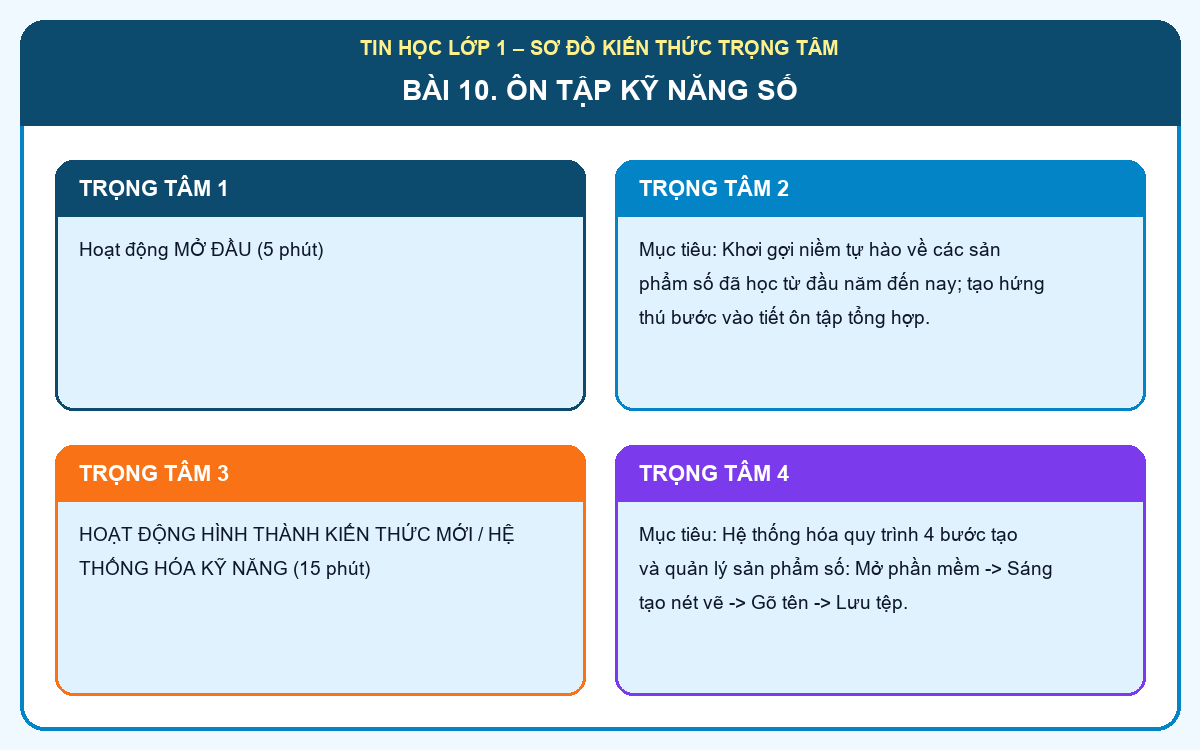 TIN HỌC LỚP 1 – SƠ ĐỒ KIẾN THỨC TRỌNG TÂM
BÀI 10. ÔN TẬP KỸ NĂNG SỐ
TRỌNG TÂM 1
Hoạt động MỞ ĐẦU (5 phút)
TRỌNG TÂM 2
Mục tiêu: Khơi gợi niềm tự hào về các sản
phẩm số đã học từ đầu năm đến nay; tạo hứng
thú bước vào tiết ôn tập tổng hợp.
TRỌNG TÂM 3
HOẠT ĐỘNG HÌNH THÀNH KIẾN THỨC MỚI / HỆ
THỐNG HÓA KỸ NĂNG (15 phút)
TRỌNG TÂM 4
Mục tiêu: Hệ thống hóa quy trình 4 bước tạo
và quản lý sản phẩm số: Mở phần mềm -> Sáng
tạo nét vẽ -> Gõ tên -> Lưu tệp.